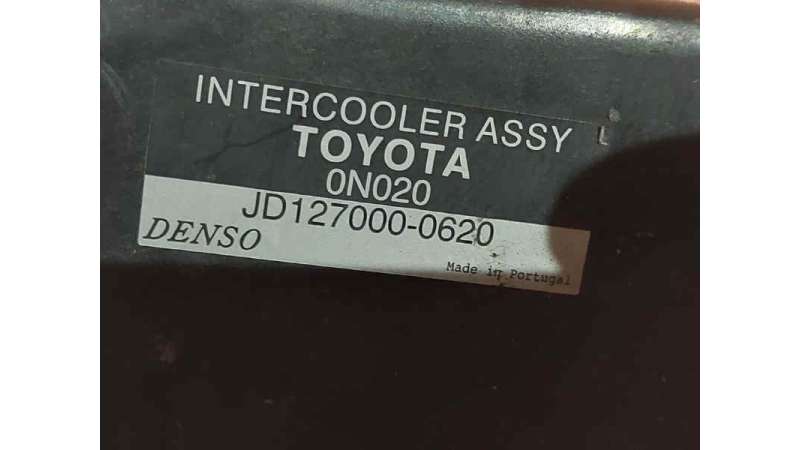 INTERCOOLER ASSY L
TOYOTA
0N020
JD127000-0620
DENSO
Made in Portugal